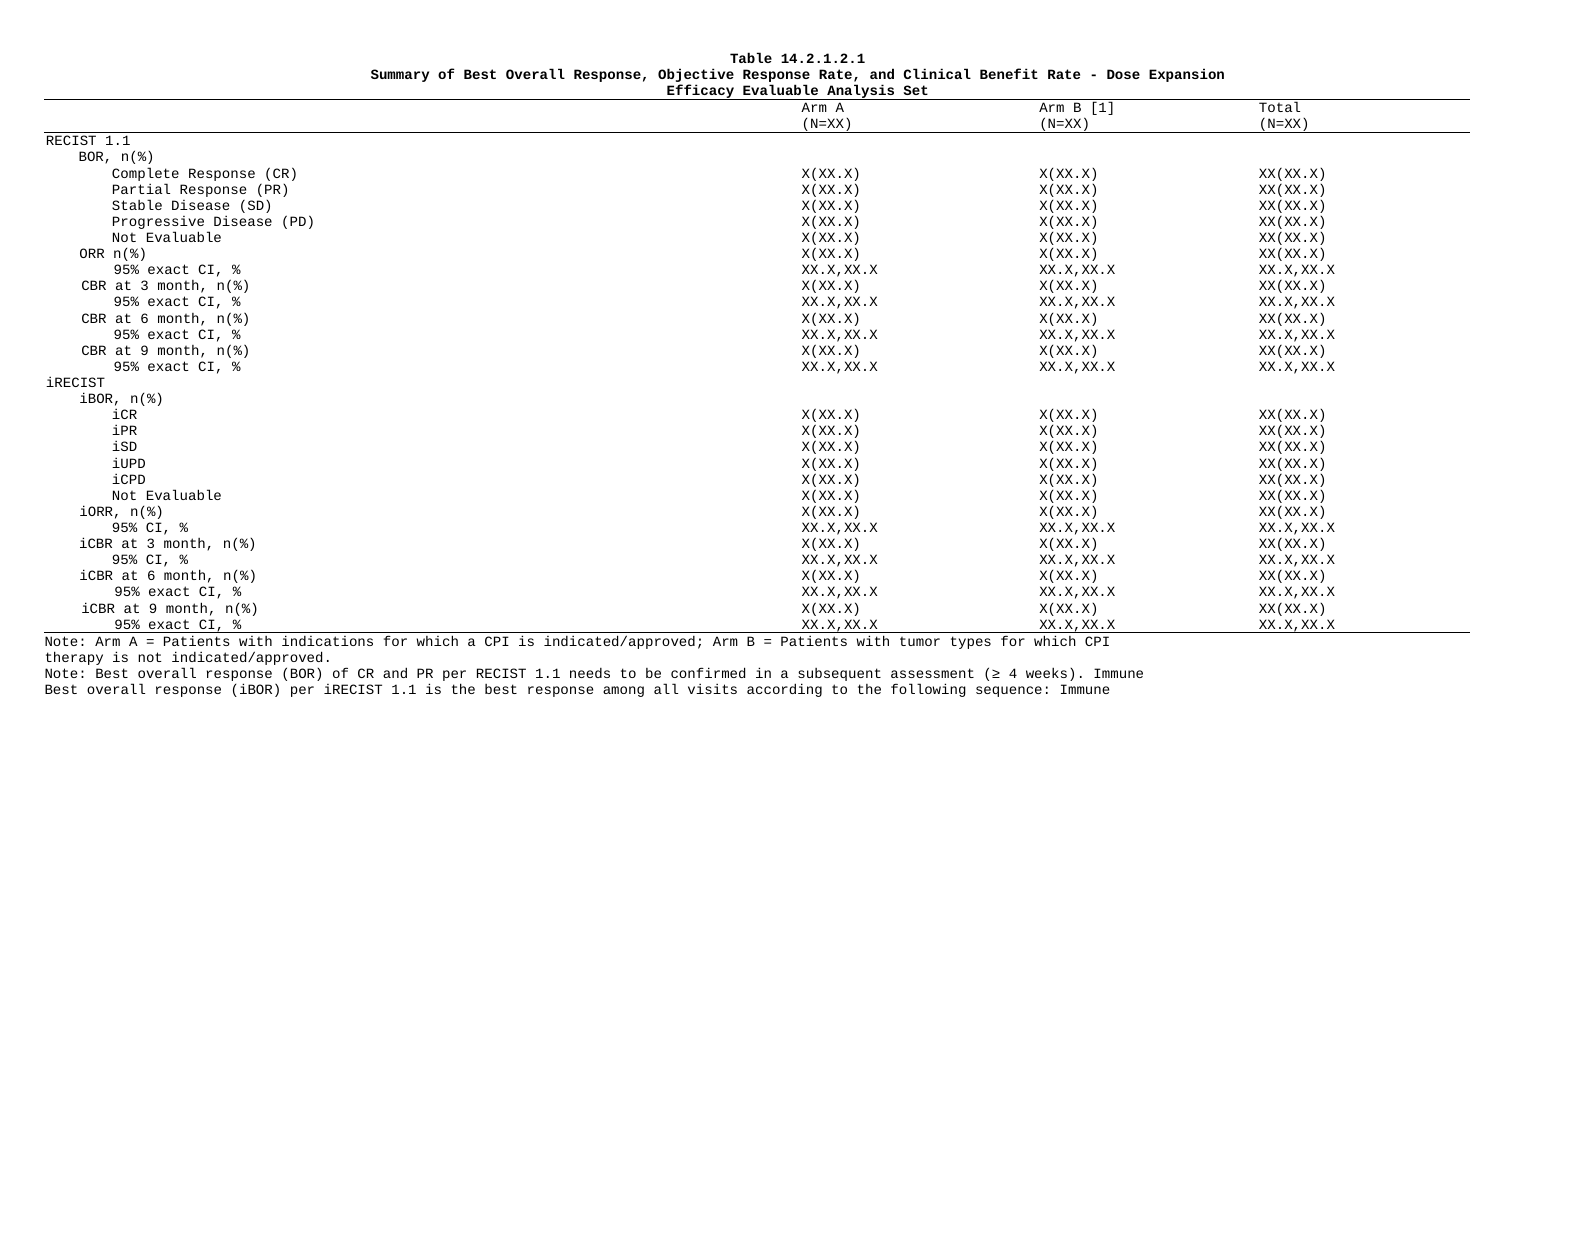 Table 14.2.1.2.1
Summary of Best Overall Response, Objective Response Rate, and Clinical Benefit Rate - Dose Expansion
Efficacy Evaluable Analysis Set
Arm A Arm B [1] Total
(N=XX) (N=XX) (N=XX)
RECIST 1.1
BOR, n(%)
Complete Response (CR) X(XX.X) X(XX.X) XX(XX.X)
Partial Response (PR) X(XX.X) X(XX.X) XX(XX.X)
Stable Disease (SD) X(XX.X) X(XX.X) XX(XX.X)
Progressive Disease (PD) X(XX.X) X(XX.X) XX(XX.X)
Not Evaluable X(XX.X) X(XX.X) XX(XX.X)
ORR n(%) X(XX.X) X(XX.X) XX(XX.X)
95% exact CI, % XX.X,XX.X XX.X,XX.X XX.X,XX.X
CBR at 3 month, n(%) X(XX.X) X(XX.X) XX(XX.X)
95% exact CI, % XX.X,XX.X XX.X,XX.X XX.X,XX.X
CBR at 6 month, n(%) X(XX.X) X(XX.X) XX(XX.X)
95% exact CI, % XX.X,XX.X XX.X,XX.X XX.X,XX.X
CBR at 9 month, n(%) X(XX.X) X(XX.X) XX(XX.X)
95% exact CI, % XX.X,XX.X XX.X,XX.X XX.X,XX.X
iRECIST
iBOR, n(%)
iCR X(XX.X) X(XX.X) XX(XX.X)
iPR X(XX.X) X(XX.X) XX(XX.X)
iSD X(XX.X) X(XX.X) XX(XX.X)
iUPD X(XX.X) X(XX.X) XX(XX.X)
iCPD X(XX.X) X(XX.X) XX(XX.X)
Not Evaluable X(XX.X) X(XX.X) XX(XX.X)
iORR, n(%) X(XX.X) X(XX.X) XX(XX.X)
95% CI, % XX.X,XX.X XX.X,XX.X XX.X,XX.X
iCBR at 3 month, n(%) X(XX.X) X(XX.X) XX(XX.X)
95% CI, % XX.X,XX.X XX.X,XX.X XX.X,XX.X
iCBR at 6 month, n(%) X(XX.X) X(XX.X) XX(XX.X)
95% exact CI, % XX.X,XX.X XX.X,XX.X XX.X,XX.X
iCBR at 9 month, n(%) X(XX.X) X(XX.X) XX(XX.X)
95% exact CI, % XX.X,XX.X XX.X,XX.X XX.X,XX.X
Note: Arm A = Patients with indications for which a CPI is indicated/approved; Arm B = Patients with tumor types for which CPI
therapy is not indicated/approved.
Note: Best overall response (BOR) of CR and PR per RECIST 1.1 needs to be confirmed in a subsequent assessment (≥ 4 weeks). Immune
Best overall response (iBOR) per iRECIST 1.1 is the best response among all visits according to the following sequence: Immune